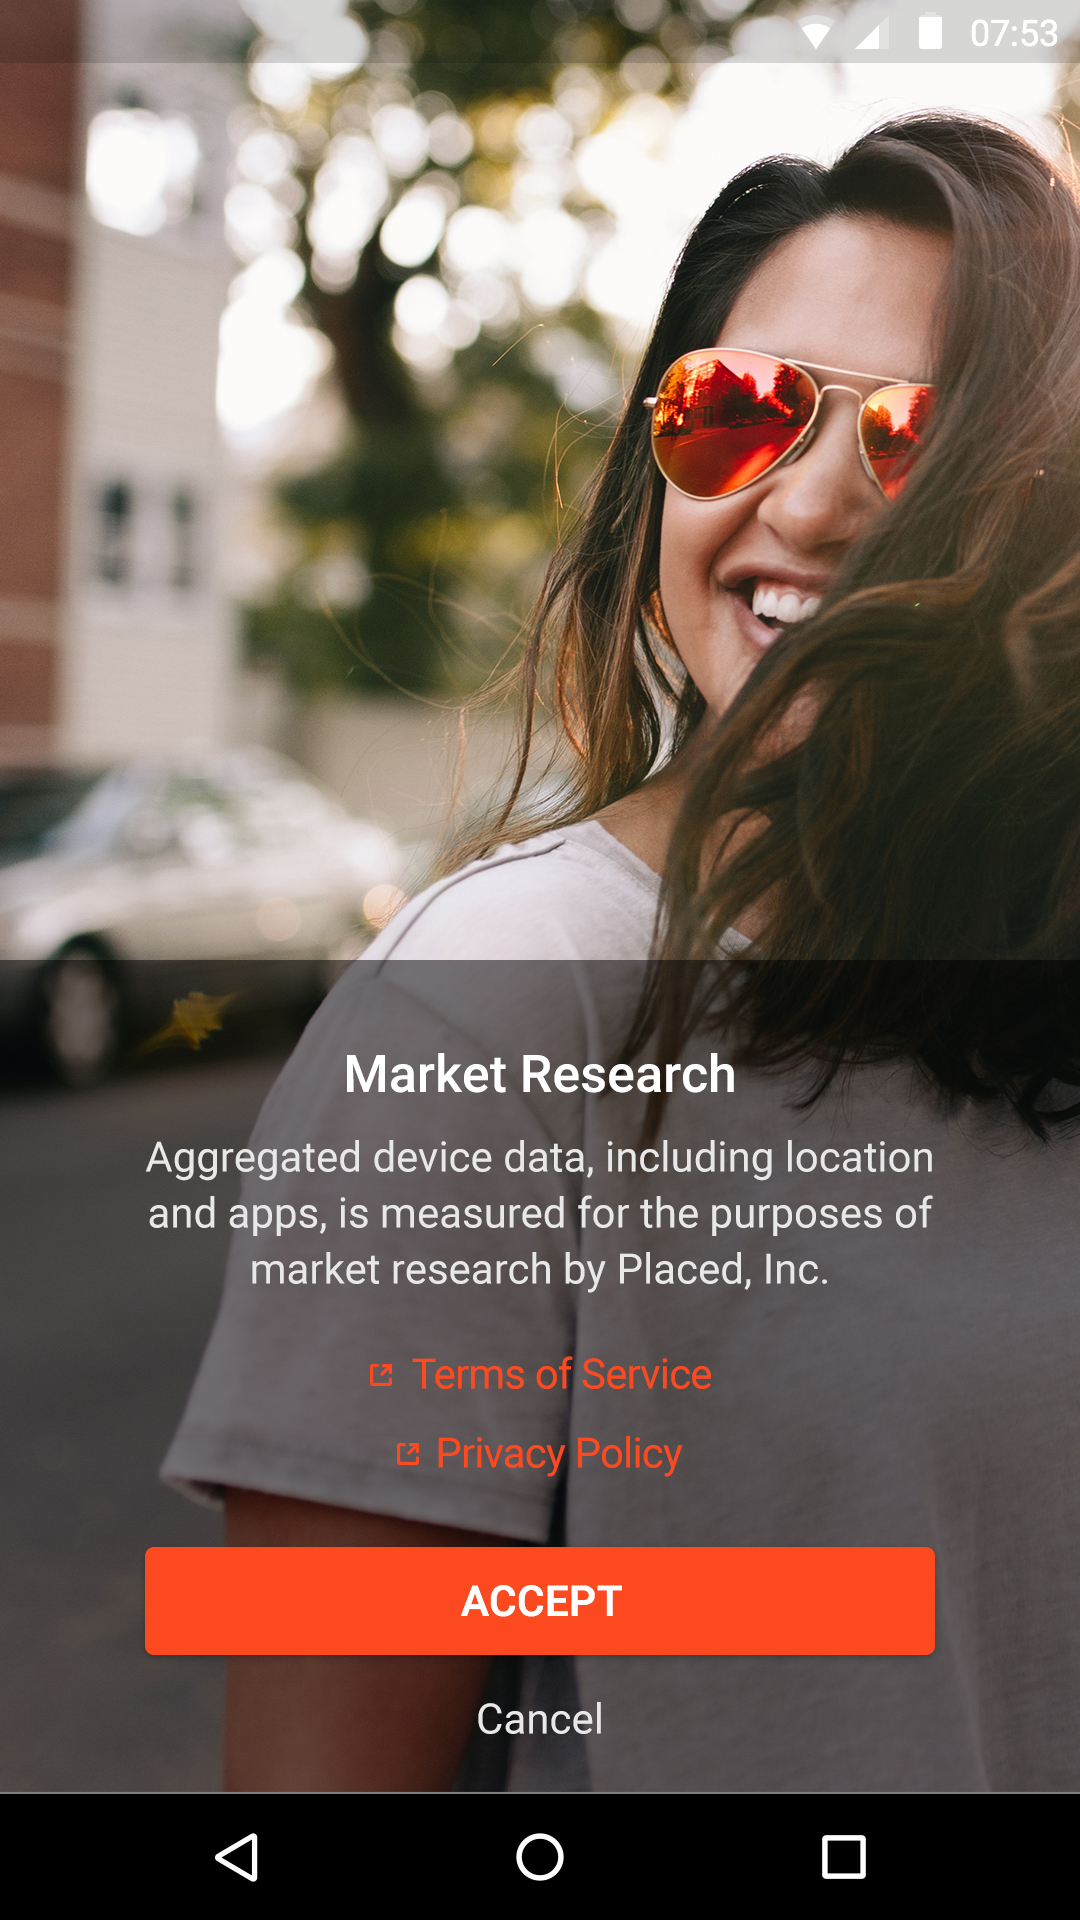 07:53
Market Research
Aggregated device data, including location
and apps, is measured for the purposes of
market research by Placed, Inc.
Terms of Service
Privacy Policy
ACCEPT
Cancel